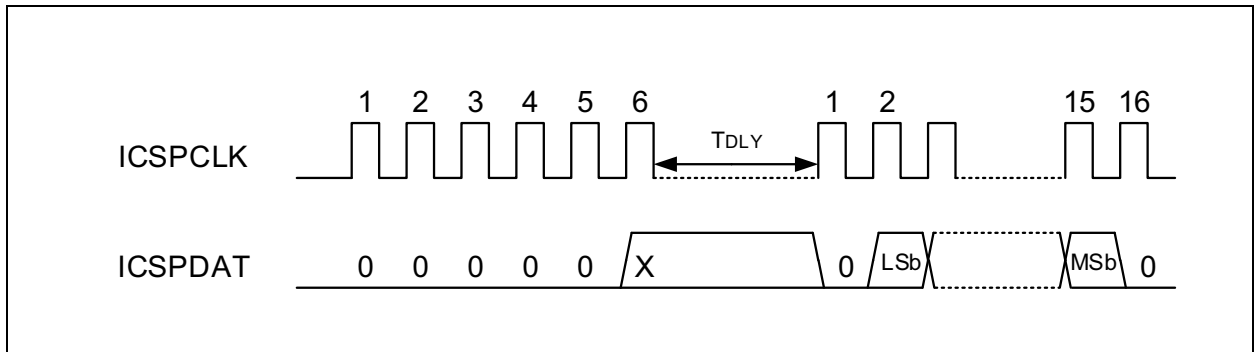 1 2 3 4 5 6 1 2 15 16
TDLY
ICSPCLK
ICSPDAT
0 0 0 0 0 X 0 LSb MSb 0